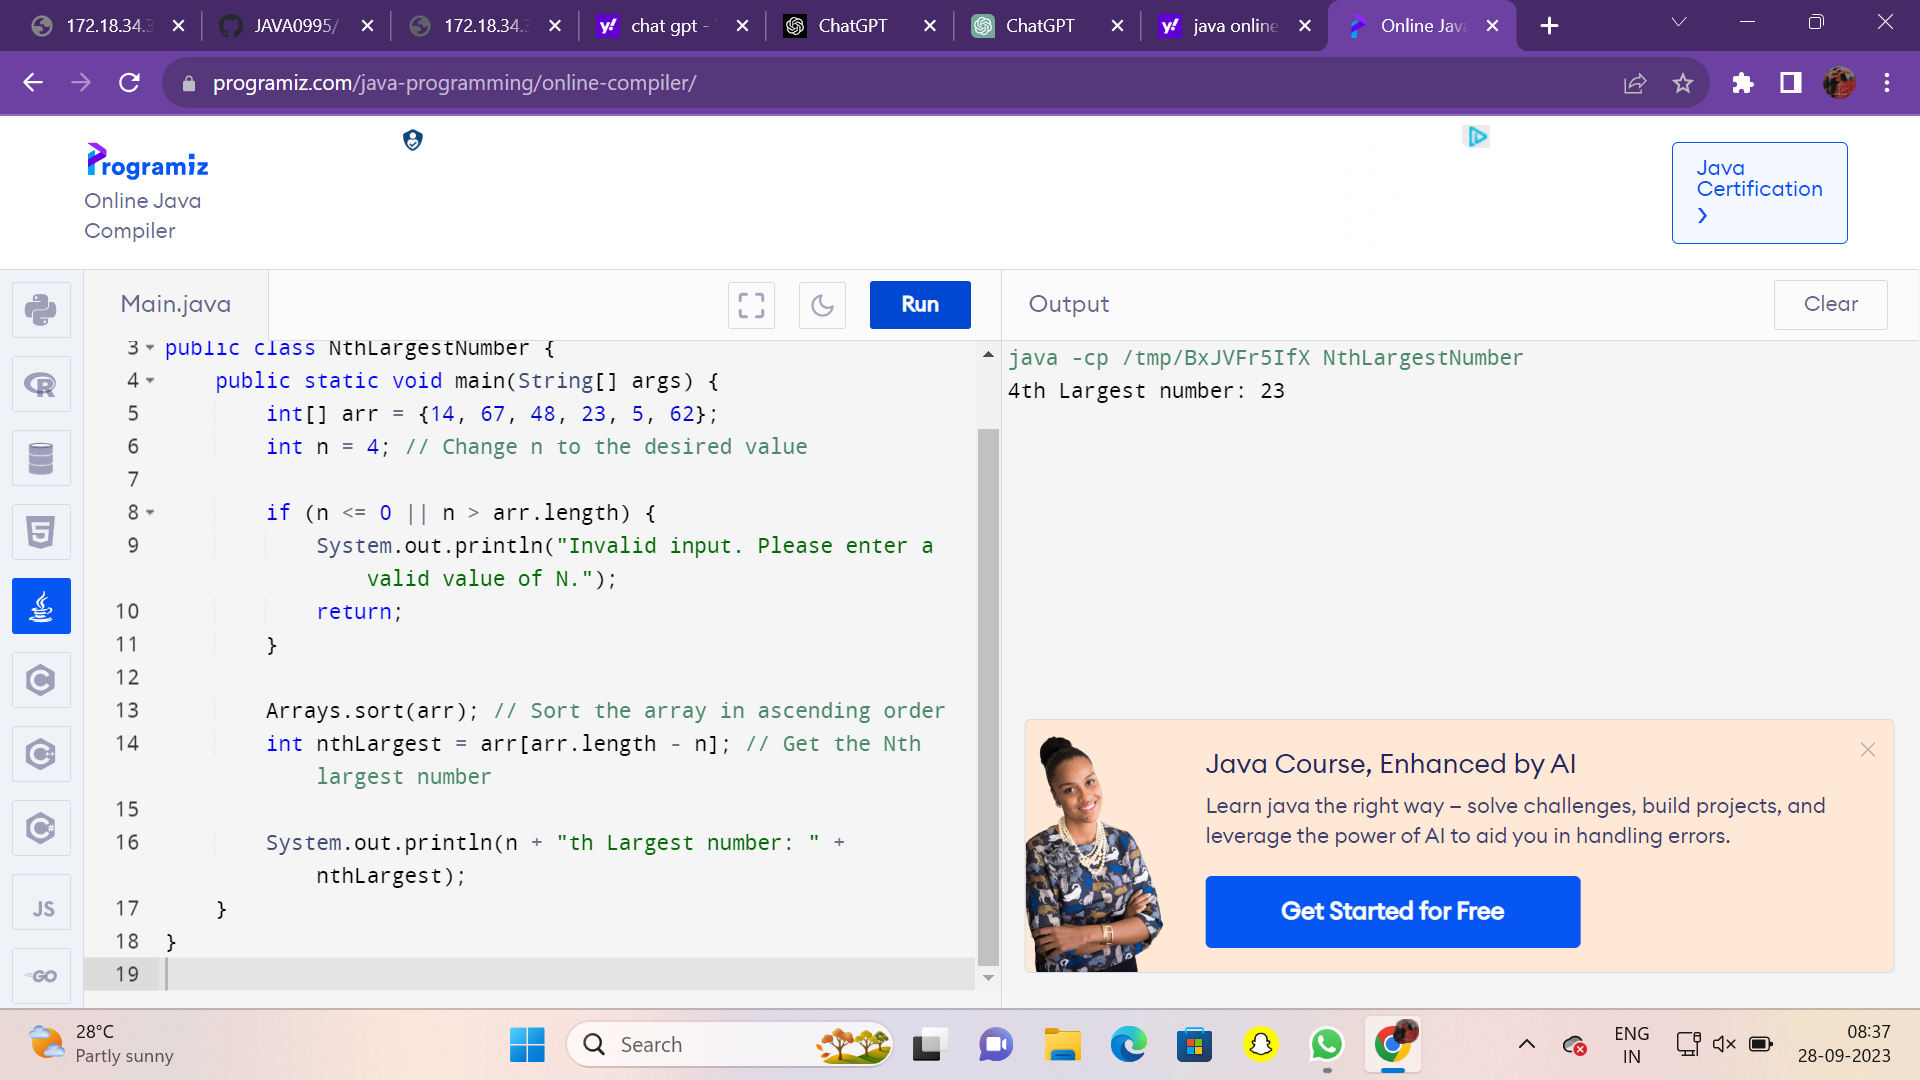 172.18.34.3
JAVA0995/
172.18.34.3
chat gpt -
ChatGPT
ChatGPT
java online
Online Java
programiz.com/java-programming/online-compiler/
Programiz
Online Java
Compiler
Java
Certification
Main.java
Run
Output
Clear
3 public class NthLargestNumber {
4 public static void main(String[] args) {
5 int[] arr = {14, 67, 48, 23, 5, 62};
6 int n = 4; // Change n to the desired value
7
8 if (n <= 0 || n > arr.length) {
9 System.out.println("Invalid input. Please enter a
valid value of N.");
10 return;
11 }
12
13 Arrays.sort(arr); // Sort the array in ascending order
14 int nthLargest = arr[arr.length - n]; // Get the Nth
largest number
15
16 System.out.println(n + "th Largest number: " +
nthLargest);
17 }
18 }
19
java -cp /tmp/BxJVFr5IfX NthLargestNumber
4th Largest number: 23
Java Course, Enhanced by AI
Learn java the right way – solve challenges, build projects, and
leverage the power of AI to aid you in handling errors.
Get Started for Free
R
5
C
C++
C#
JS
GO
28°C
Partly sunny
Search
ENG
IN
08:37
28-09-2023